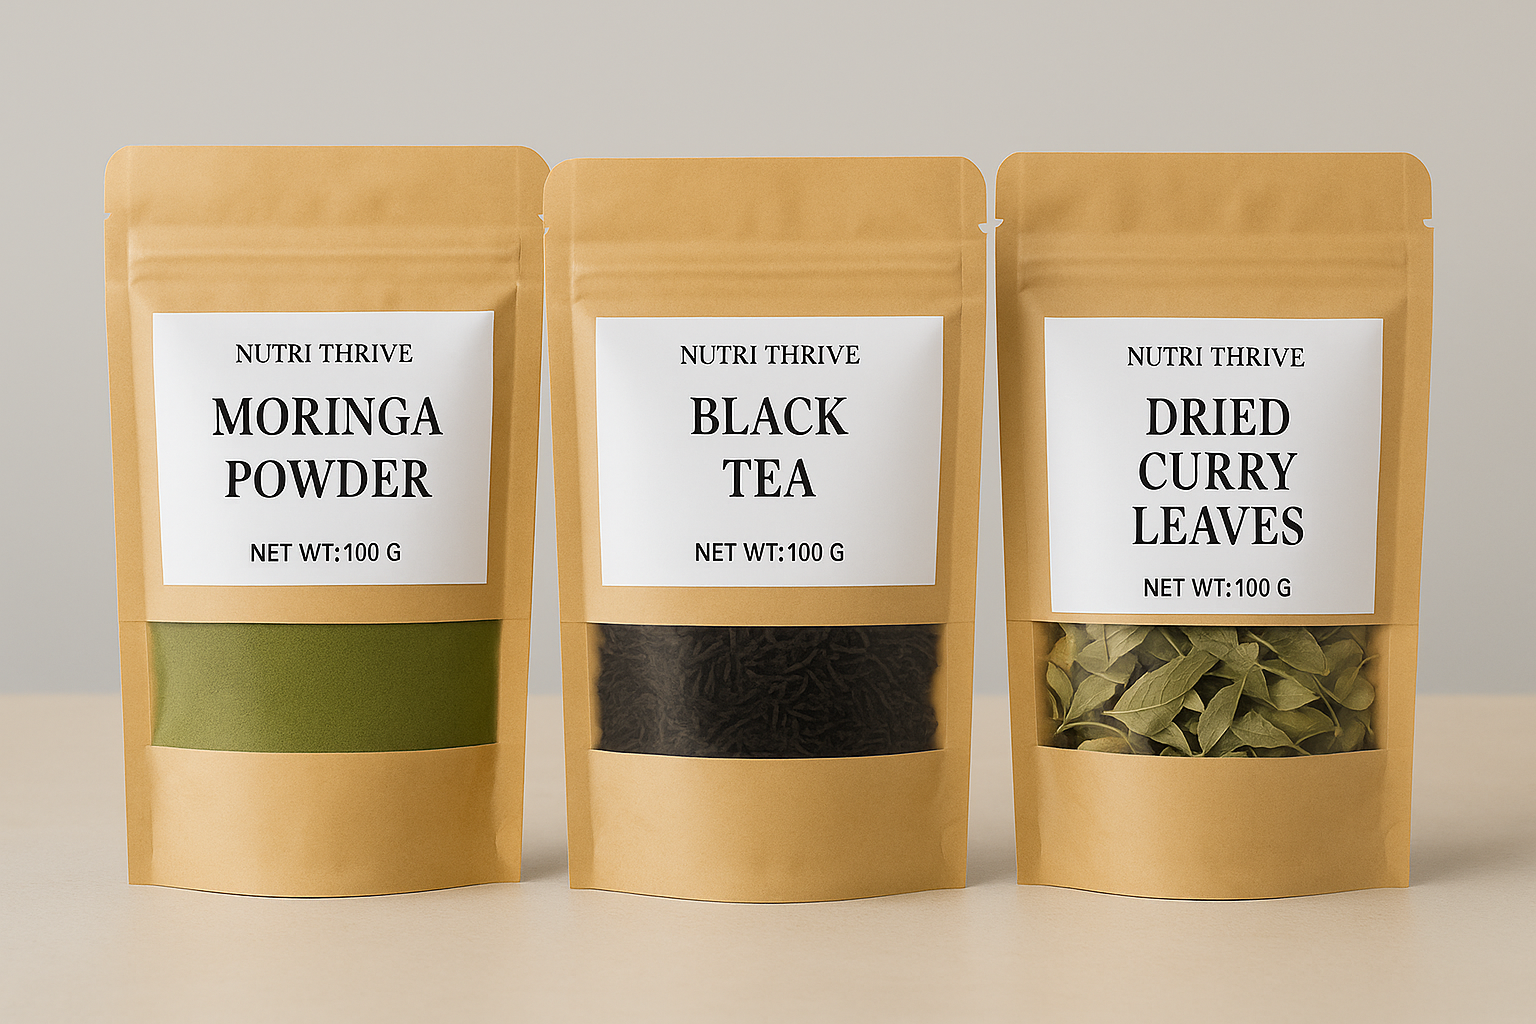 NUTRI THRIVE
MORINGA
POWDER
NET WT:100 G
NUTRI THRIVE
BLACK
TEA
NET WT:100 G
NUTRI THRIVE
DRIED
CURRY
LEAVES
NET WT:100 G